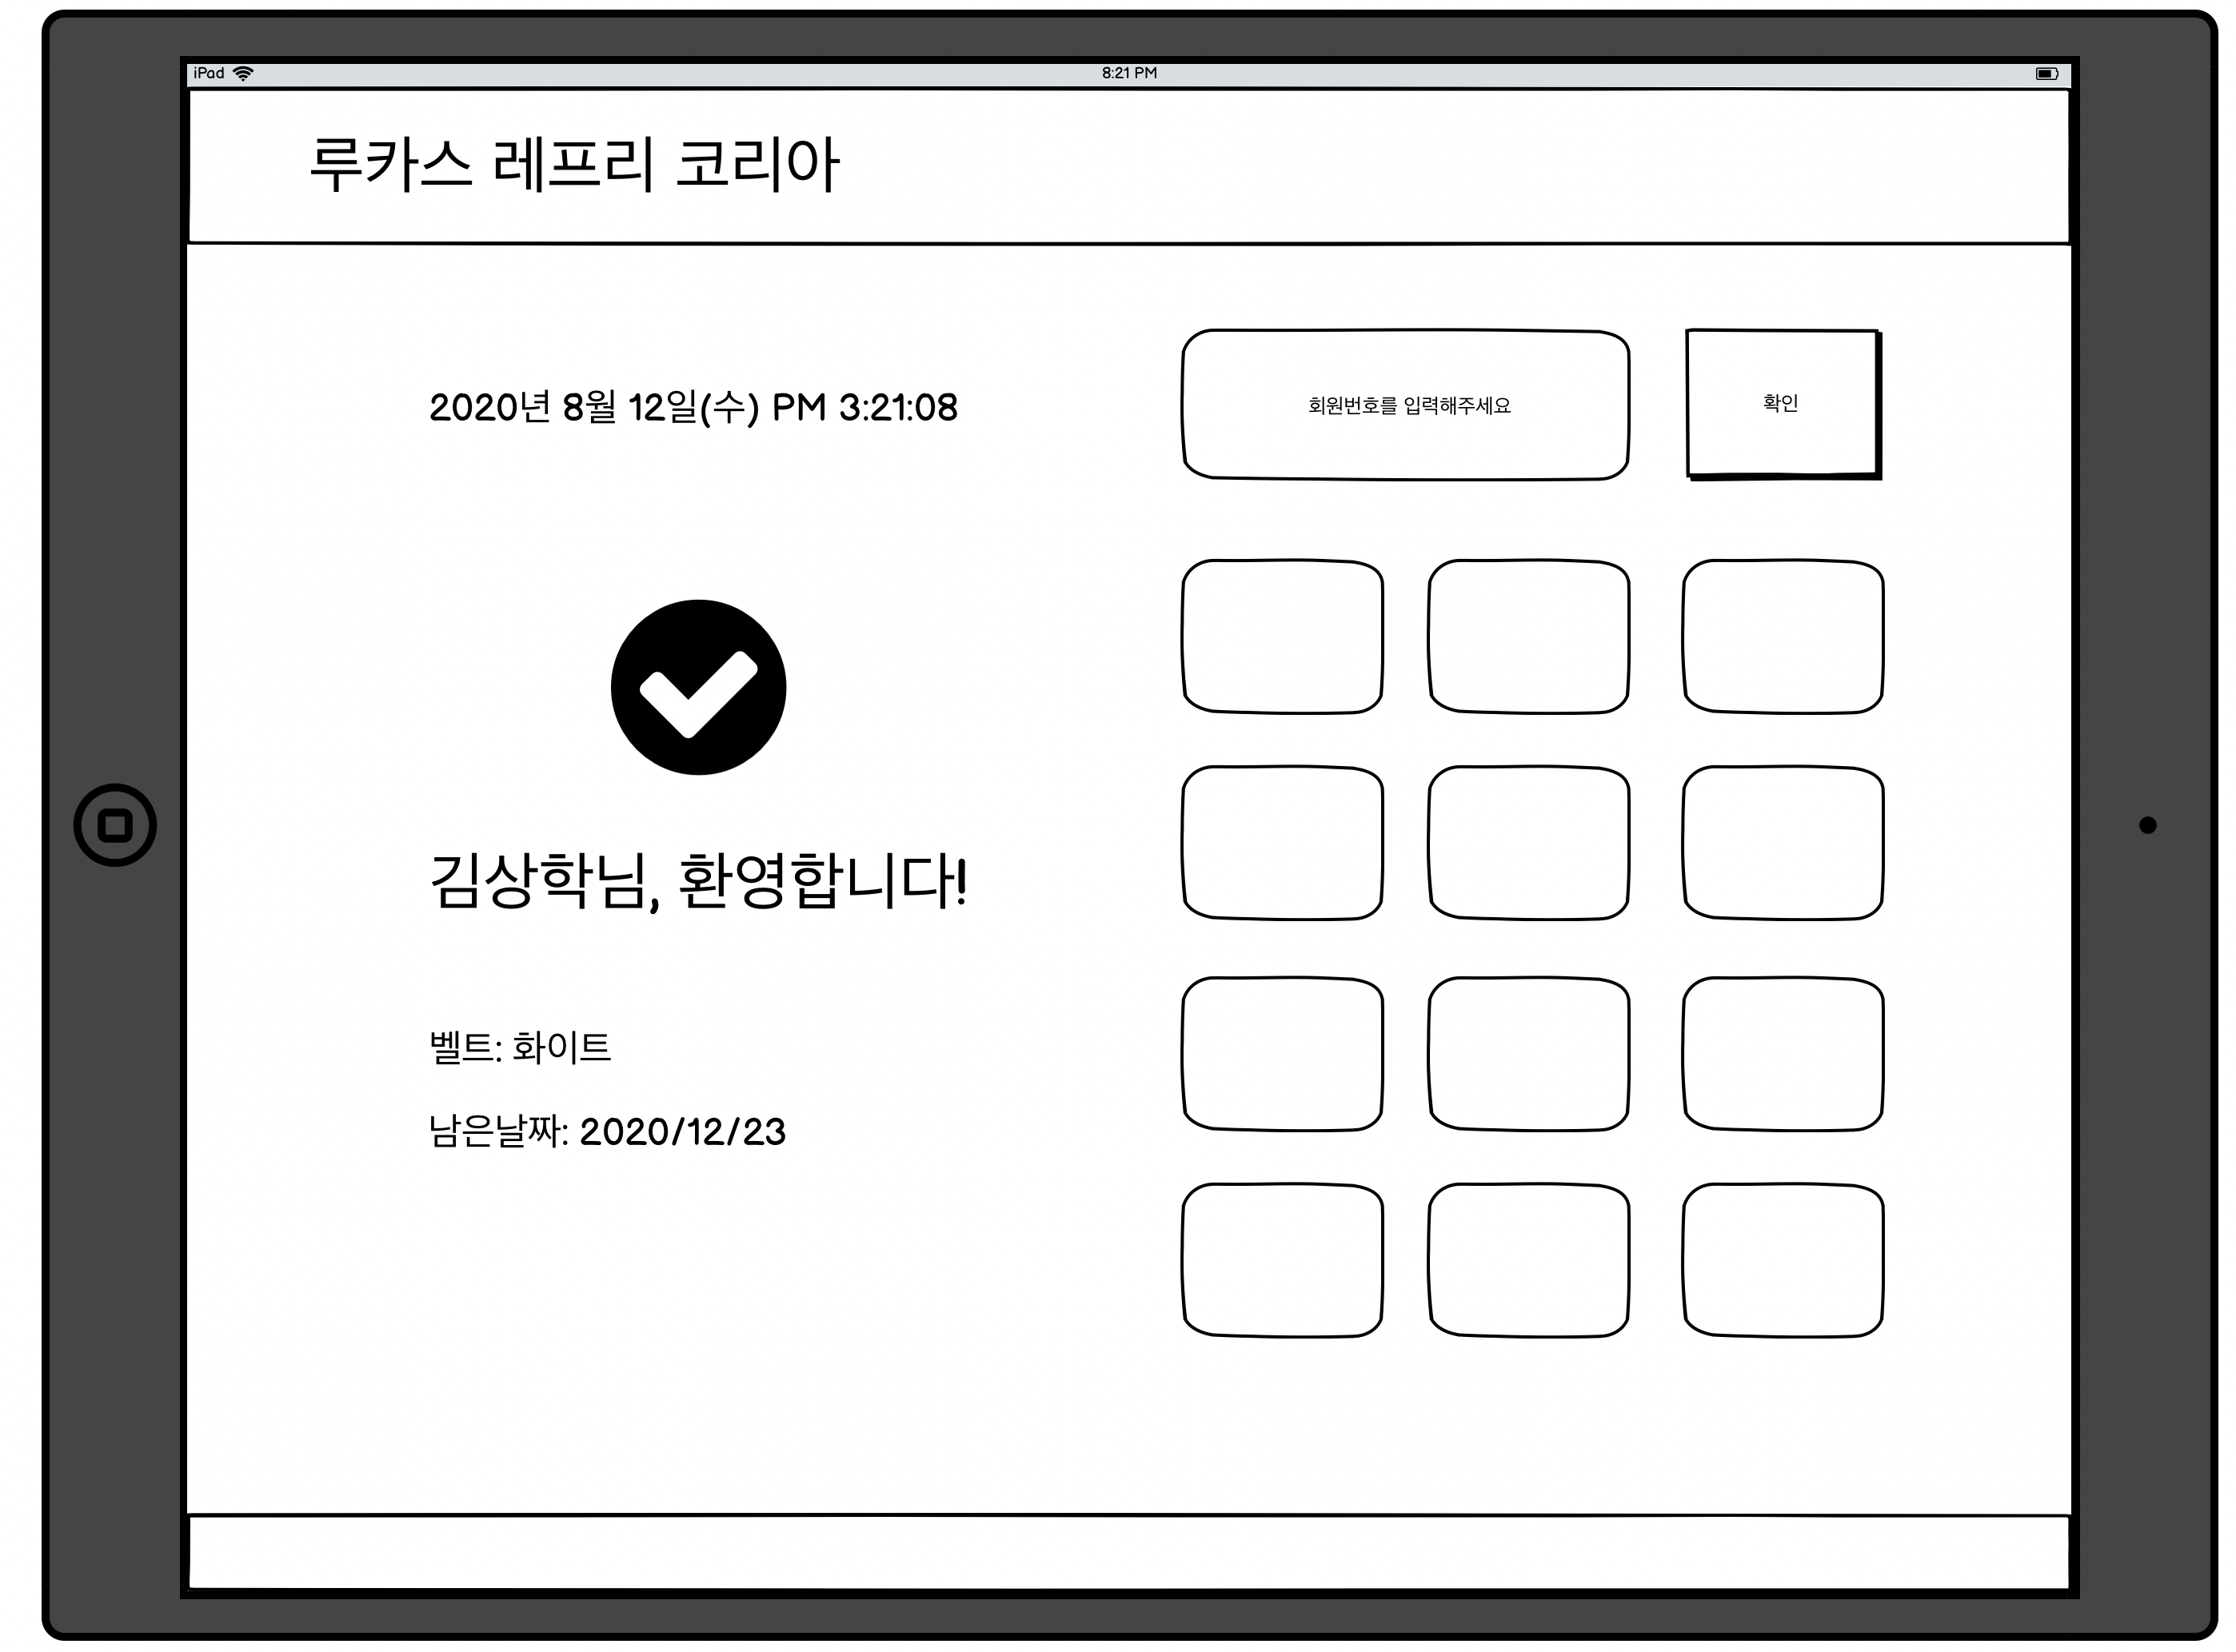 iPad 8:21 PM
루카스 레프리 코리아
2020년 8월 12일(수) PM 3:21:08
회원번호를 입력해주세요
확인
김상학님, 환영합니다!
벨트: 화이트
남은날짜: 2020/12/23